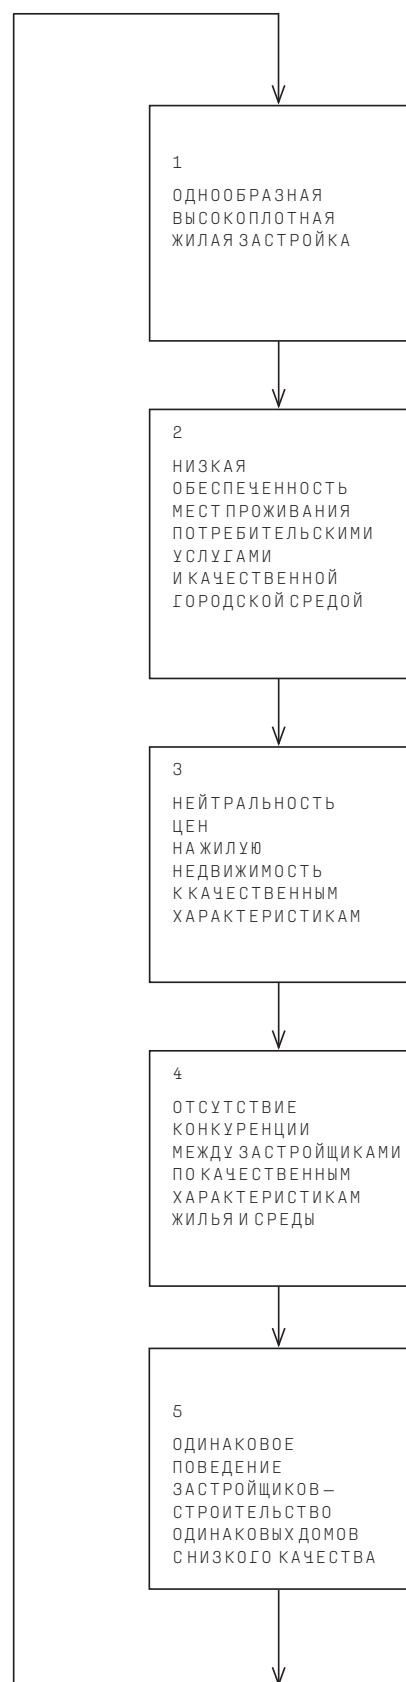 1
ОДНООБРАЗНАЯ
ВЫСОКОПЛОТНАЯ
ЖИЛАЯ ЗАСТРОЙКА
2
НИЗКАЯ
ОБЕСПЕЧЕННОСТЬ
МЕСТ ПРОЖИВАНИЯ
ПОТРЕБИТЕЛЬСКИМИ
УСЛУГАМИ
И КАЧЕСТВЕННОЙ
ГОРОДСКОЙ СРЕДОЙ
3
НЕЙТРАЛЬНОСТЬ
ЦЕН
НА ЖИЛУЮ
НЕДВИЖИМОСТЬ
К КАЧЕСТВЕННЫМ
ХАРАКТЕРИСТИКАМ
4
ОТСУТСТВИЕ
КОНКУРЕНЦИИ
МЕЖДУ ЗАСТРОЙЩИКАМИ
ПО КАЧЕСТВЕННЫМ
ХАРАКТЕРИСТИКАМ
ЖИЛЬЯ И СРЕДЫ
5
ОДИНАКОВОЕ
ПОВЕДЕНИЕ
ЗАСТРОЙЩИКОВ —
СТРОИТЕЛЬСТВО
ОДИНАКОВЫХ ДОМОВ
С НИЗКОГО КАЧЕСТВА